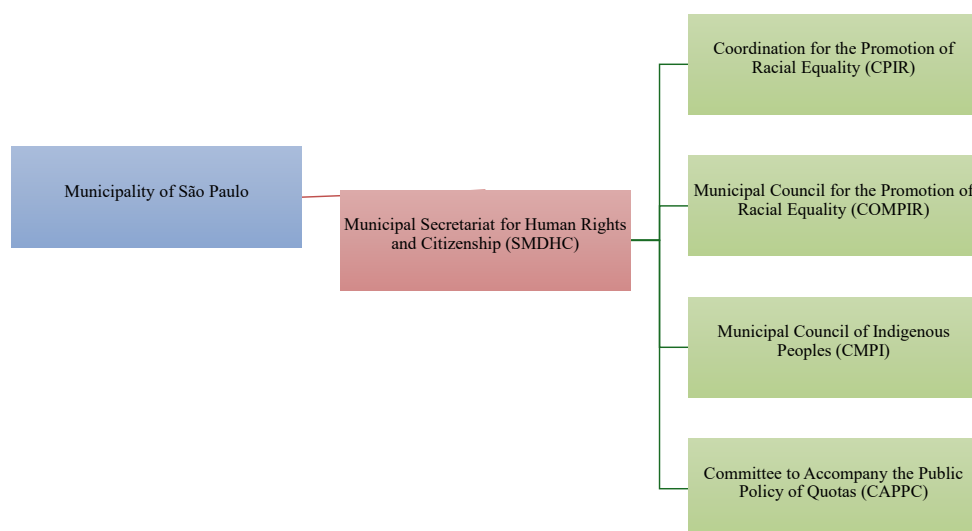 Municipality of São Paulo
Municipal Secretariat for Human Rights
and Citizenship (SMDHC)
Coordination for the Promotion of
Racial Equality (CPIR)
Municipal Council for the Promotion of
Racial Equality (COMPIR)
Municipal Council of Indigenous
Peoples (CMPI)
Committee to Accompany the Public
Policy of Quotas (CAPPC)